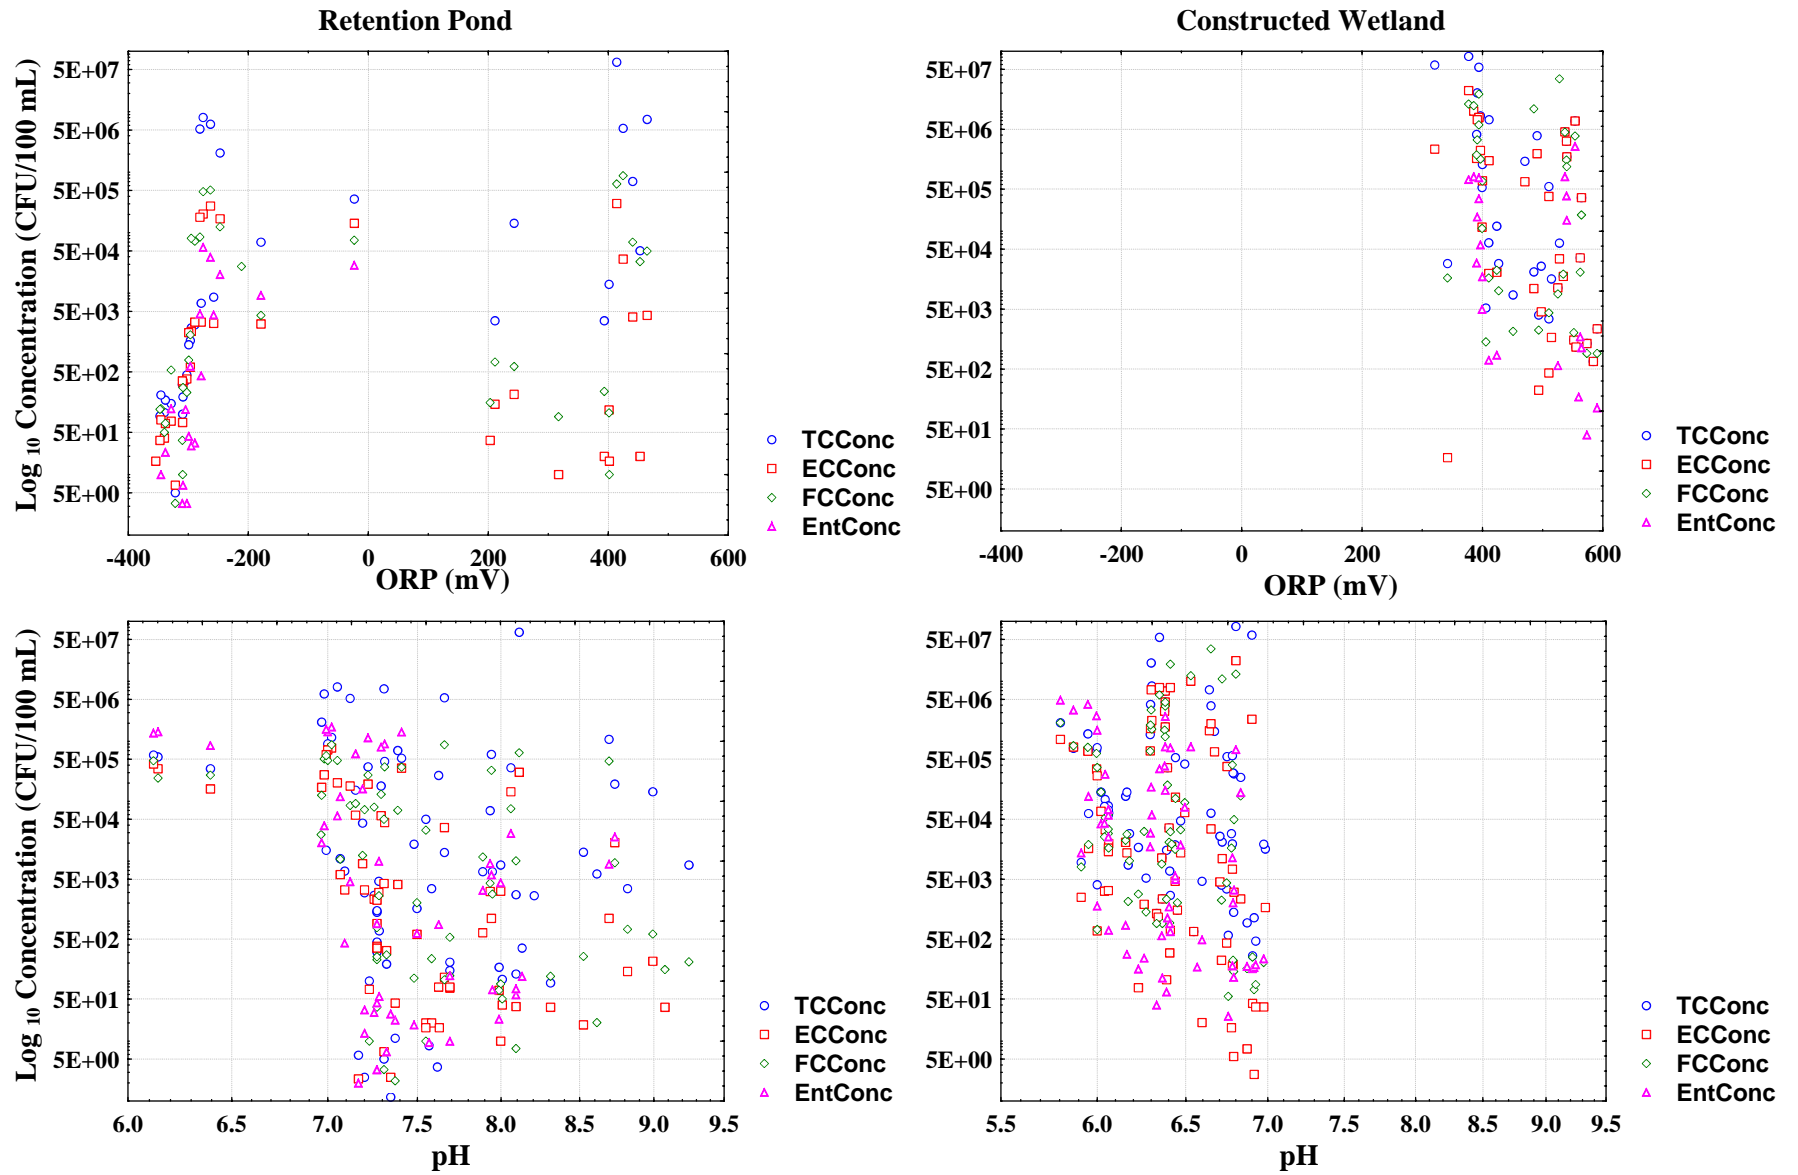 Retention Pond
Constructed Wetland
Log 10 Concentration (CFU/100 mL)
5E+07
5E+06
5E+05
5E+04
5E+03
5E+02
5E+01
5E+00
-400 -200 0 200 400 600
ORP (mV)
TCConc
ECConc
FCConc
EntConc
5E+07
5E+06
5E+05
5E+04
5E+03
5E+02
5E+01
5E+00
-400 -200 0 200 400 600
ORP (mV)
TCConc
ECConc
FCConc
EntConc
Log 10 Concentration (CFU/100 mL)
5E+07
5E+06
5E+05
5E+04
5E+03
5E+02
5E+01
5E+00
6.0 6.5 7.0 7.5 8.0 8.5 9.0 9.5
pH
TCConc
ECConc
FCConc
EntConc
5E+07
5E+06
5E+05
5E+04
5E+03
5E+02
5E+01
5E+00
5.5 6.0 6.5 7.0 7.5 8.0 8.5 9.0 9.5
pH
TCConc
ECConc
FCConc
EntConc